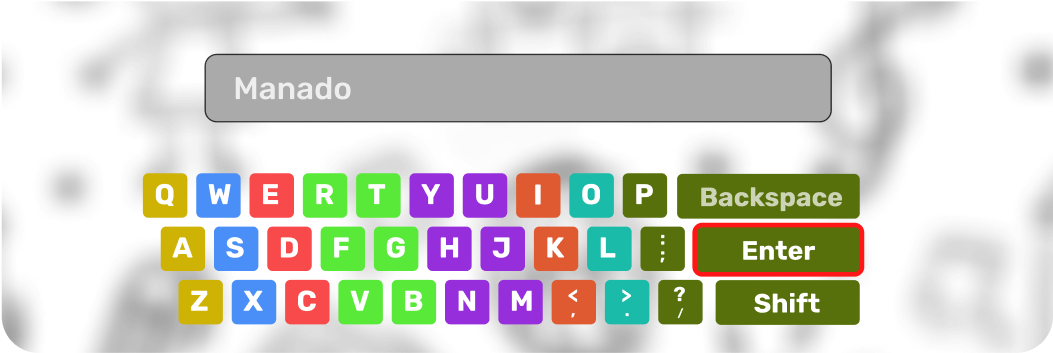 Manado
Q W E R T Y U I O P Backspace
A S D F G H J K L : ; Enter
Z X C V B N M < , > . ? / Shift